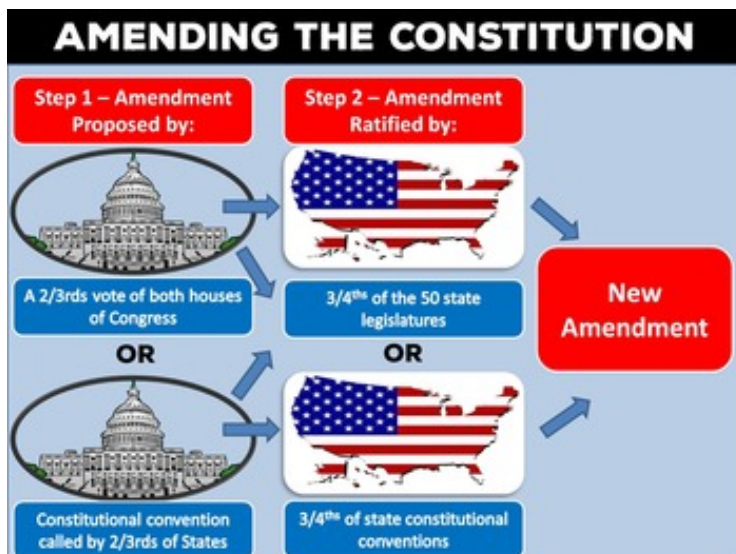 AMENDING THE CONSTITUTION
Step 1 – Amendment
Proposed by:
Step 2 – Amendment
Ratified by:
A 2/3rds vote of both houses
of Congress
3/4ths of the 50 state
legislatures
New
Amendment
OR
OR
Constitutional convention
called by 2/3rds of States
3/4ths of state constitutional
conventions